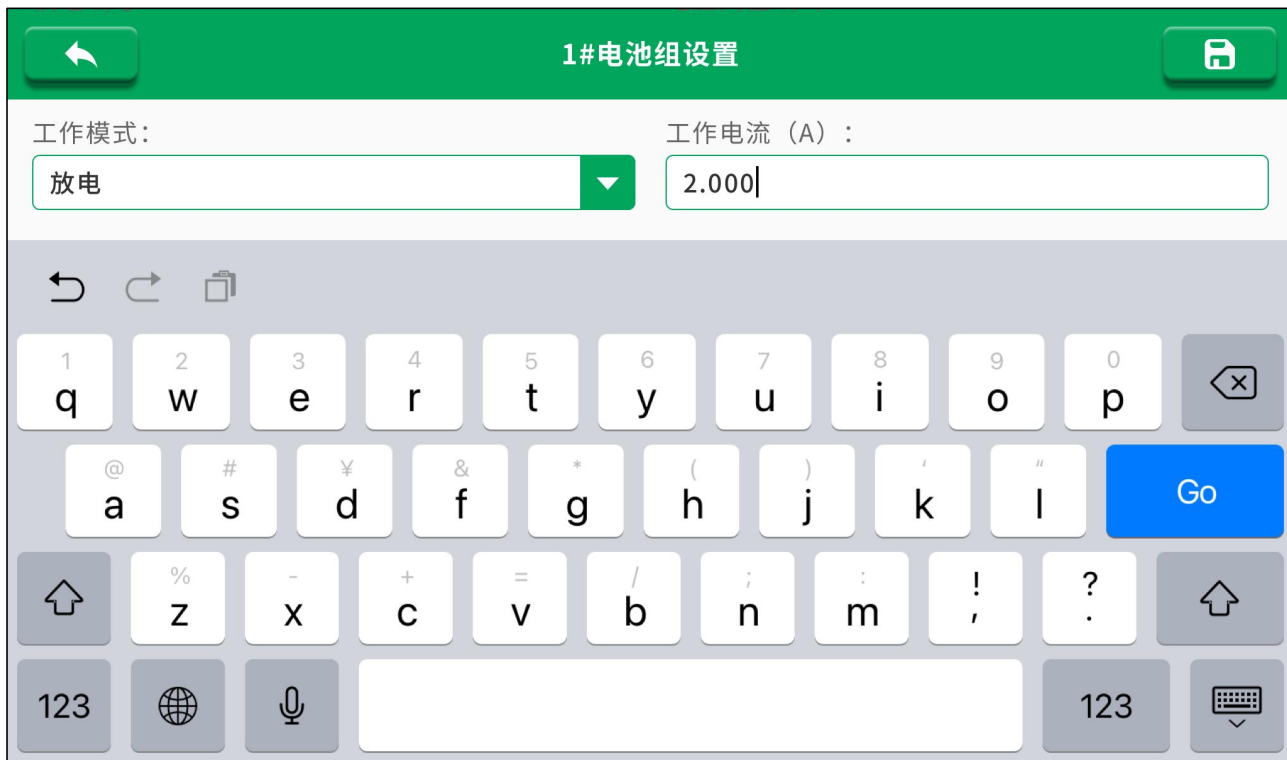 1#电池组设置
工作模式：
工作电流（A）：
放电
2.000
1 2 3 4 5 6 7 8 9 0
q w e r t y u i o p
@ # ¥ & * ( ) ' "
a s d f g h j k l Go
% - + = / ; : ! ?
z x c v b n m , .
123 123